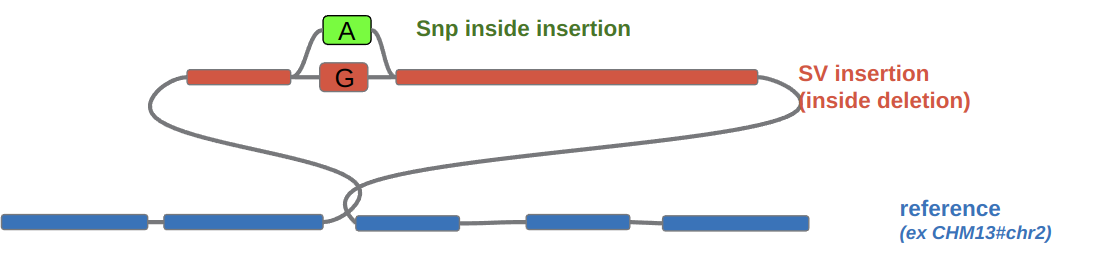 A
Snp inside insertion
G
SV insertion
(inside deletion)
reference
(ex CHM13#chr2)